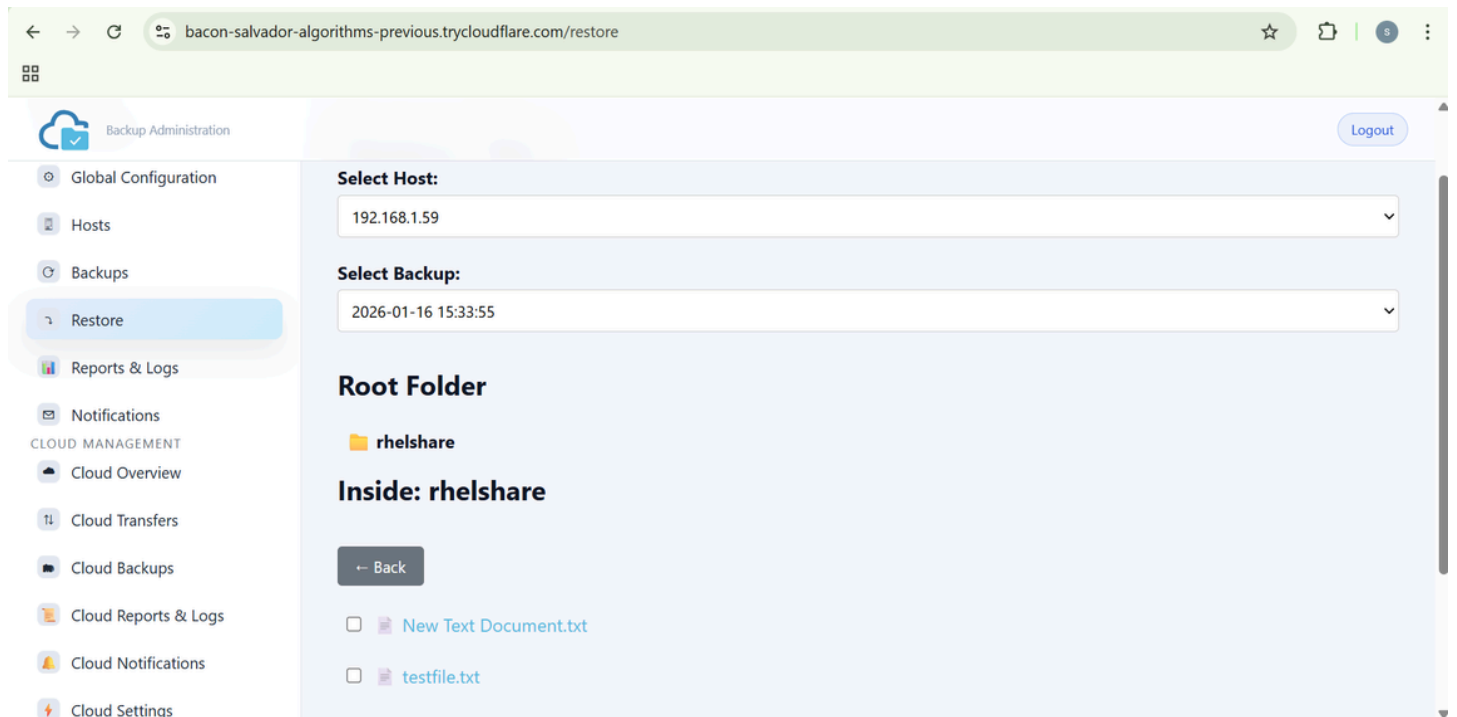 bacon-salvador-algorithms-previous.trycloudflare.com/restore
S
Backup Administration
Logout
Global Configuration
Hosts
Backups
Restore
Reports & Logs
Notifications
CLOUD MANAGEMENT
Cloud Overview
Cloud Transfers
Cloud Backups
Cloud Reports & Logs
Cloud Notifications
Cloud Settings
Select Host:
192.168.1.59
Select Backup:
2026-01-16 15:33:55
Root Folder
rhelshare
Inside: rhelshare
← Back
New Text Document.txt
testfile.txt